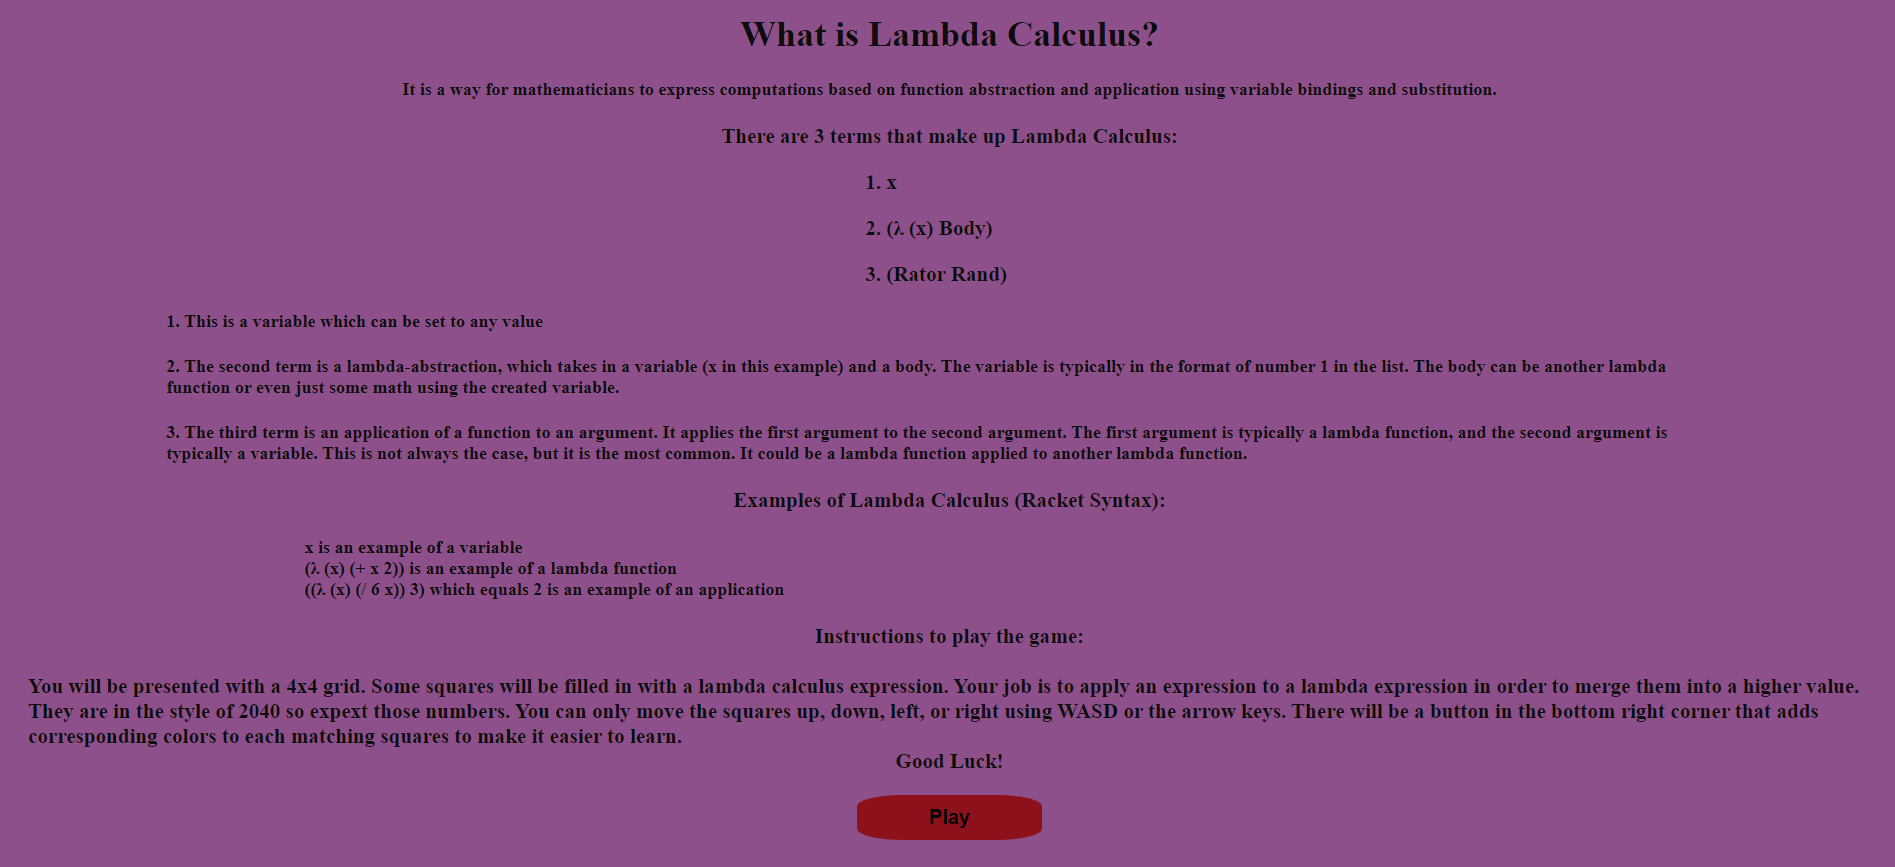 What is Lambda Calculus?
It is a way for mathematicians to express computations based on function abstraction and application using variable bindings and substitution.
There are 3 terms that make up Lambda Calculus:
1. x
2. (λ (x) Body)
3. (Rator Rand)
1. This is a variable which can be set to any value
2. The second term is a lambda-abstraction, which takes in a variable (x in this example) and a body. The variable is typically in the format of number 1 in the list. The body can be another lambda
function or even just some math using the created variable.
3. The third term is an application of a function to an argument. It applies the first argument to the second argument. The first argument is typically a lambda function, and the second argument is
typically a variable. This is not always the case, but it is the most common. It could be a lambda function applied to another lambda function.
Examples of Lambda Calculus (Racket Syntax):
x is an example of a variable
(λ (x) (+ x 2)) is an example of a lambda function
((λ (x) (/ 6 x)) 3) which equals 2 is an example of an application
Instructions to play the game:
You will be presented with a 4x4 grid. Some squares will be filled in with a lambda calculus expression. Your job is to apply an expression to a lambda expression in order to merge them into a higher value.
They are in the style of 2040 so expext those numbers. You can only move the squares up, down, left, or right using WASD or the arrow keys. There will be a button in the bottom right corner that adds
corresponding colors to each matching squares to make it easier to learn.
Good Luck!
Play